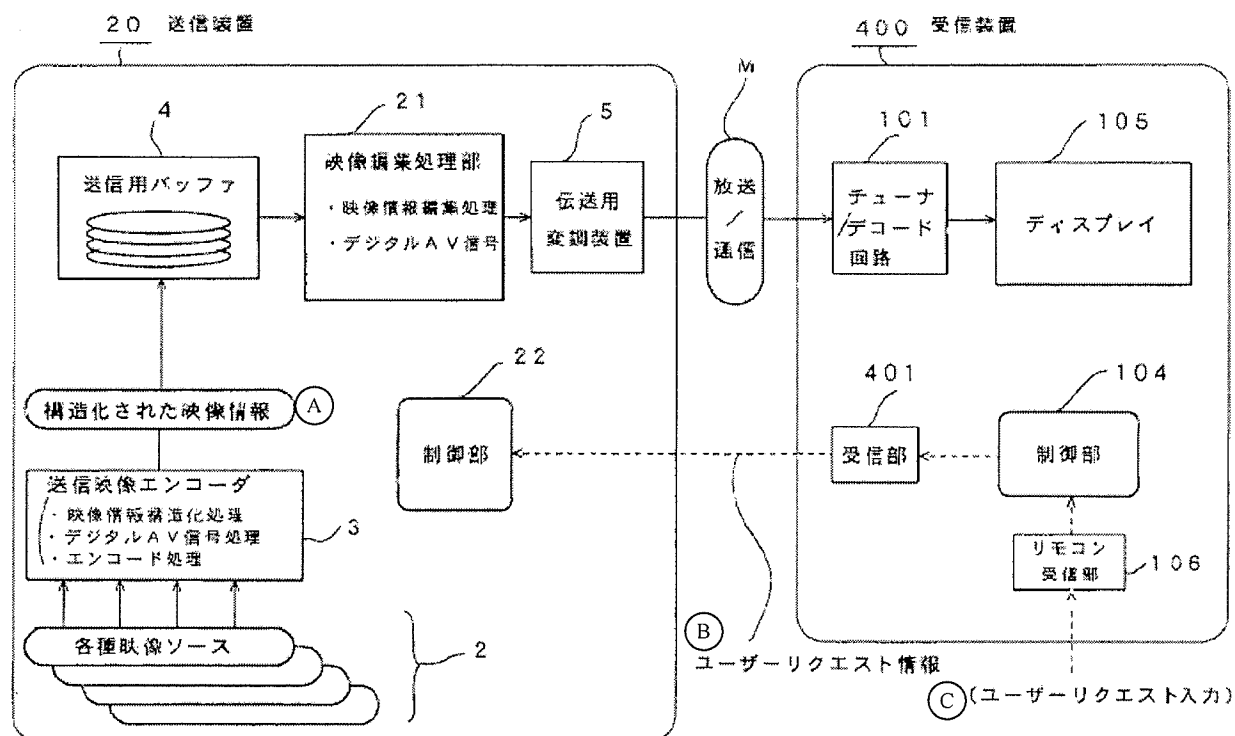 20 送信装置
400 受信装置
M
4
21
5
101
105
送信用バッファ
映像編集処理部
・映像情報編集処理
・デジタルAV信号
伝送用
変調装置
放送
／
通信
チューナ
/デコード
回路
ディスプレイ
22
401
104
構造化された映像情報 A
制御部
受信部
制御部
送信映像エンコーダ
・映像情報構造化処理
・デジタルAV信号処理
・エンコード処理
3
リモコン
受信部
106
各種映像ソース
2
B
ユーザーリクエスト情報
C (ユーザーリクエスト入力)